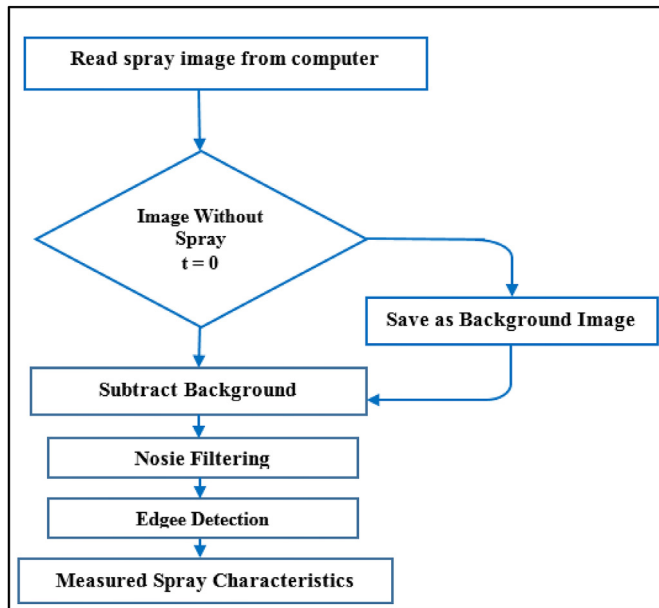 Read spray image from computer
Image Without
Spray
t = 0
Save as Background Image
Subtract Background
Nosie Filtering
Edgee Detection
Measured Spray Characteristics